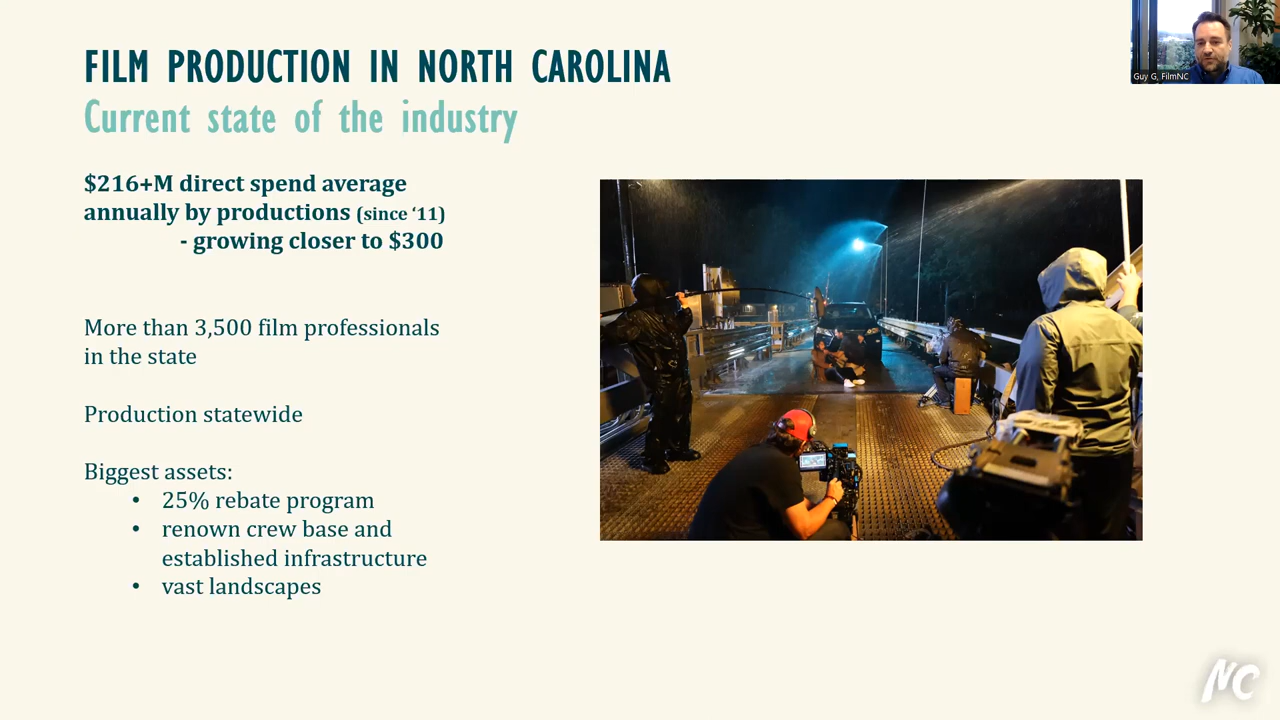 FILM PRODUCTION IN NORTH CAROLINA
Current state of the industry
$216+M direct spend average
annually by productions (since ‘11)
- growing closer to $300
More than 3,500 film professionals
in the state
Production statewide
Biggest assets:
• 25% rebate program
• renown crew base and
established infrastructure
• vast landscapes
Guy G, FilmNC
NC